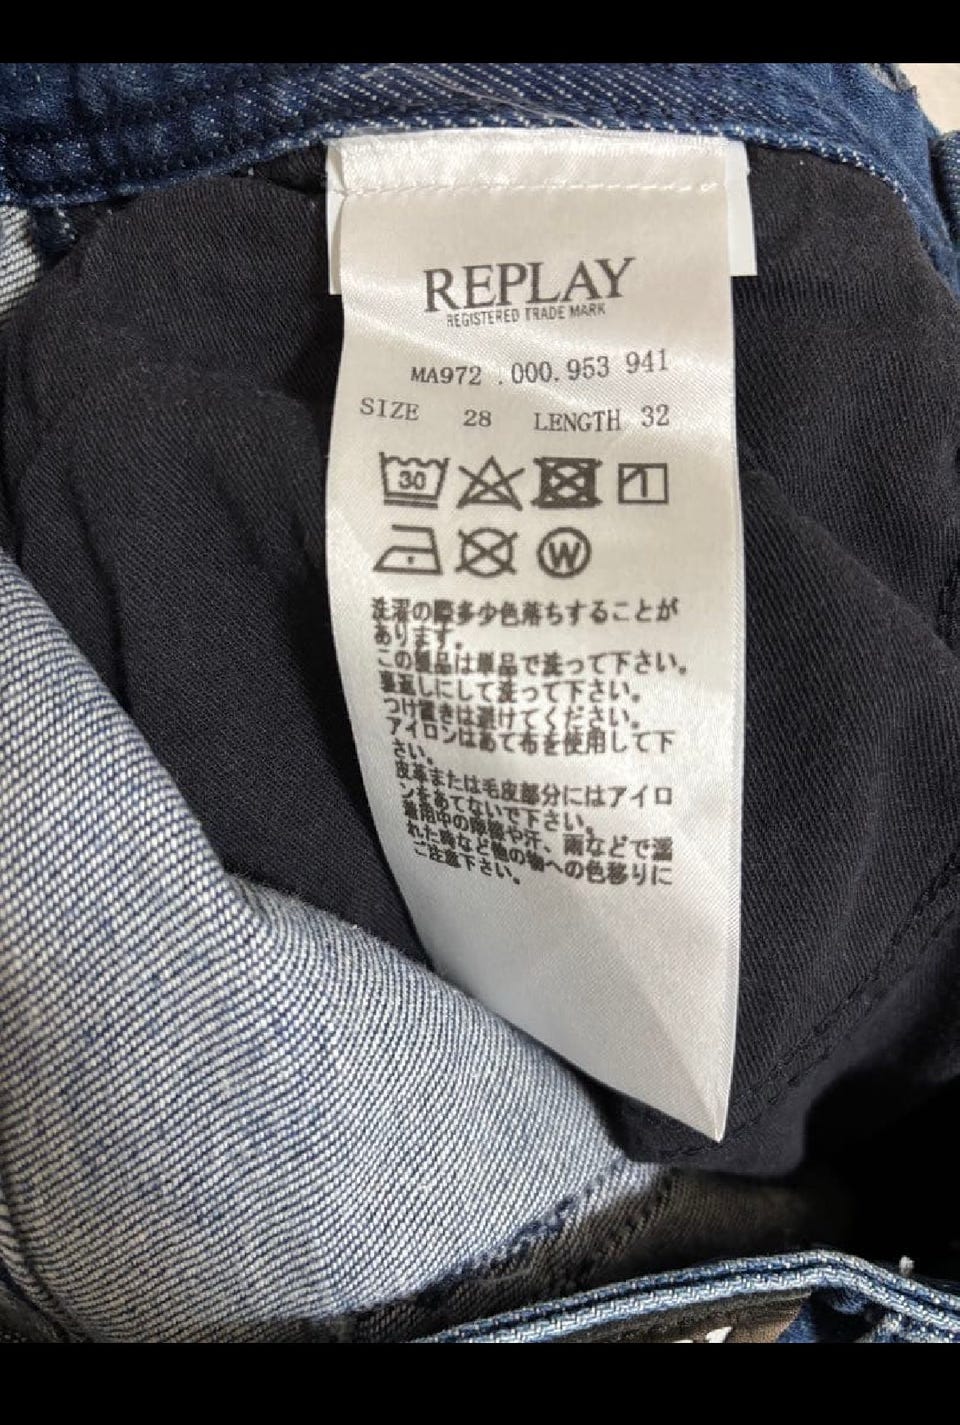 REPLAY
REGISTERED TRADE MARK
MA972 .000.953 941
SIZE 28 LENGTH 32
30
W
洗濯の際多少色落ちすることが
あります。
この製品は単品で洗って下さい。
裏返しにして洗って下さい。
つけ置きは避けてください。
アイロンはあて布を使用して下
さい。
皮革または毛皮部分にはアイロ
ンをあてないで下さい。
着用中の摩擦や汗、雨などで濡
れた時など他の物への色移りに
ご注意下さい。